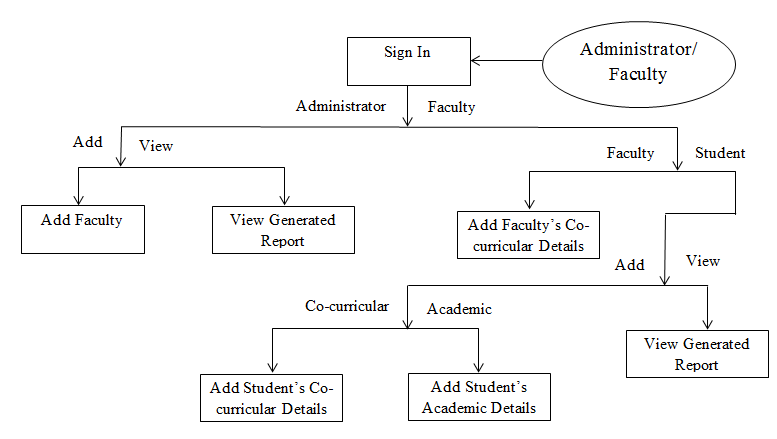 Sign In
Administrator/
Faculty
Administrator
Faculty
Add
View
Faculty
Student
Add Faculty
View Generated
Report
Add Faculty's Co-
curricular Details
Add
View
Co-curricular
Academic
View Generated
Report
Add Student's Co-
curricular Details
Add Student's
Academic Details